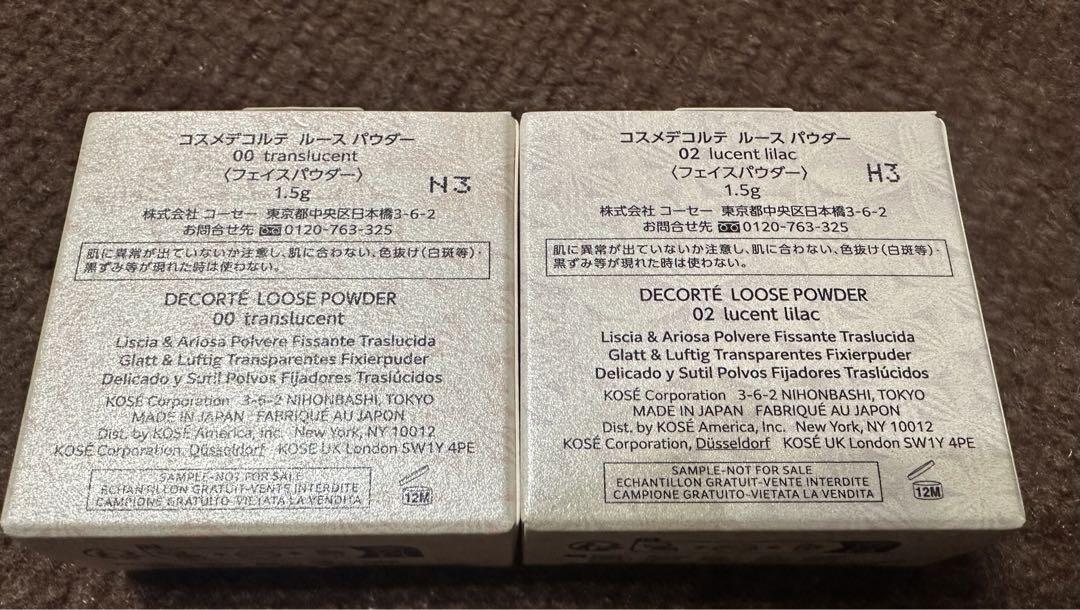 コスメデコルテ ルース パウダー
00 translucent
〈フェイスパウダー〉
1.5g
N3
株式会社 コーセー 東京都中央区日本橋3-6-2
お問合せ先 0120-763-325
肌に異常が出ていないか注意し、肌に合わない、色抜け(白斑等)・
黒ずみ等が現れた時は使わない。
DECORTÉ LOOSE POWDER
00 translucent
Liscia & Ariosa Polvere Fissante Traslucida
Glatt & Luftig Transparentes Fixierpuder
Delicado y Sutil Polvos Fijadores Traslúcidos
KOSÉ Corporation 3-6-2 NIHONBASHI, TOKYO
MADE IN JAPAN FABRIQUÉ AU JAPON
Dist. by KOSÉ America, Inc. New York, NY 10012
KOSÉ Corporation, Düsseldorf KOSÉ UK London SW1Y 4PE
SAMPLE-NOT FOR SALE
ECHANTILLON GRATUIT-VENTE INTERDITE
CAMPIONE GRATUITO-VIETATA LA VENDITA
12M
コスメデコルテ ルース パウダー
02 lucent lilac
〈フェイスパウダー〉
1.5g
H3
株式会社 コーセー 東京都中央区日本橋3-6-2
お問合せ先 0120-763-325
肌に異常が出ていないか注意し、肌に合わない、色抜け(白斑等)・
黒ずみ等が現れた時は使わない。
DECORTÉ LOOSE POWDER
02 lucent lilac
Liscia & Ariosa Polvere Fissante Traslucida
Glatt & Luftig Transparentes Fixierpuder
Delicado y Sutil Polvos Fijadores Traslúcidos
KOSÉ Corporation 3-6-2 NIHONBASHI, TOKYO
MADE IN JAPAN FABRIQUÉ AU JAPON
Dist. by KOSÉ America, Inc. New York, NY 10012
KOSÉ Corporation, Düsseldorf KOSÉ UK London SW1Y 4PE
SAMPLE-NOT FOR SALE
ECHANTILLON GRATUIT-VENTE INTERDITE
CAMPIONE GRATUITO-VIETATA LA VENDITA
12M